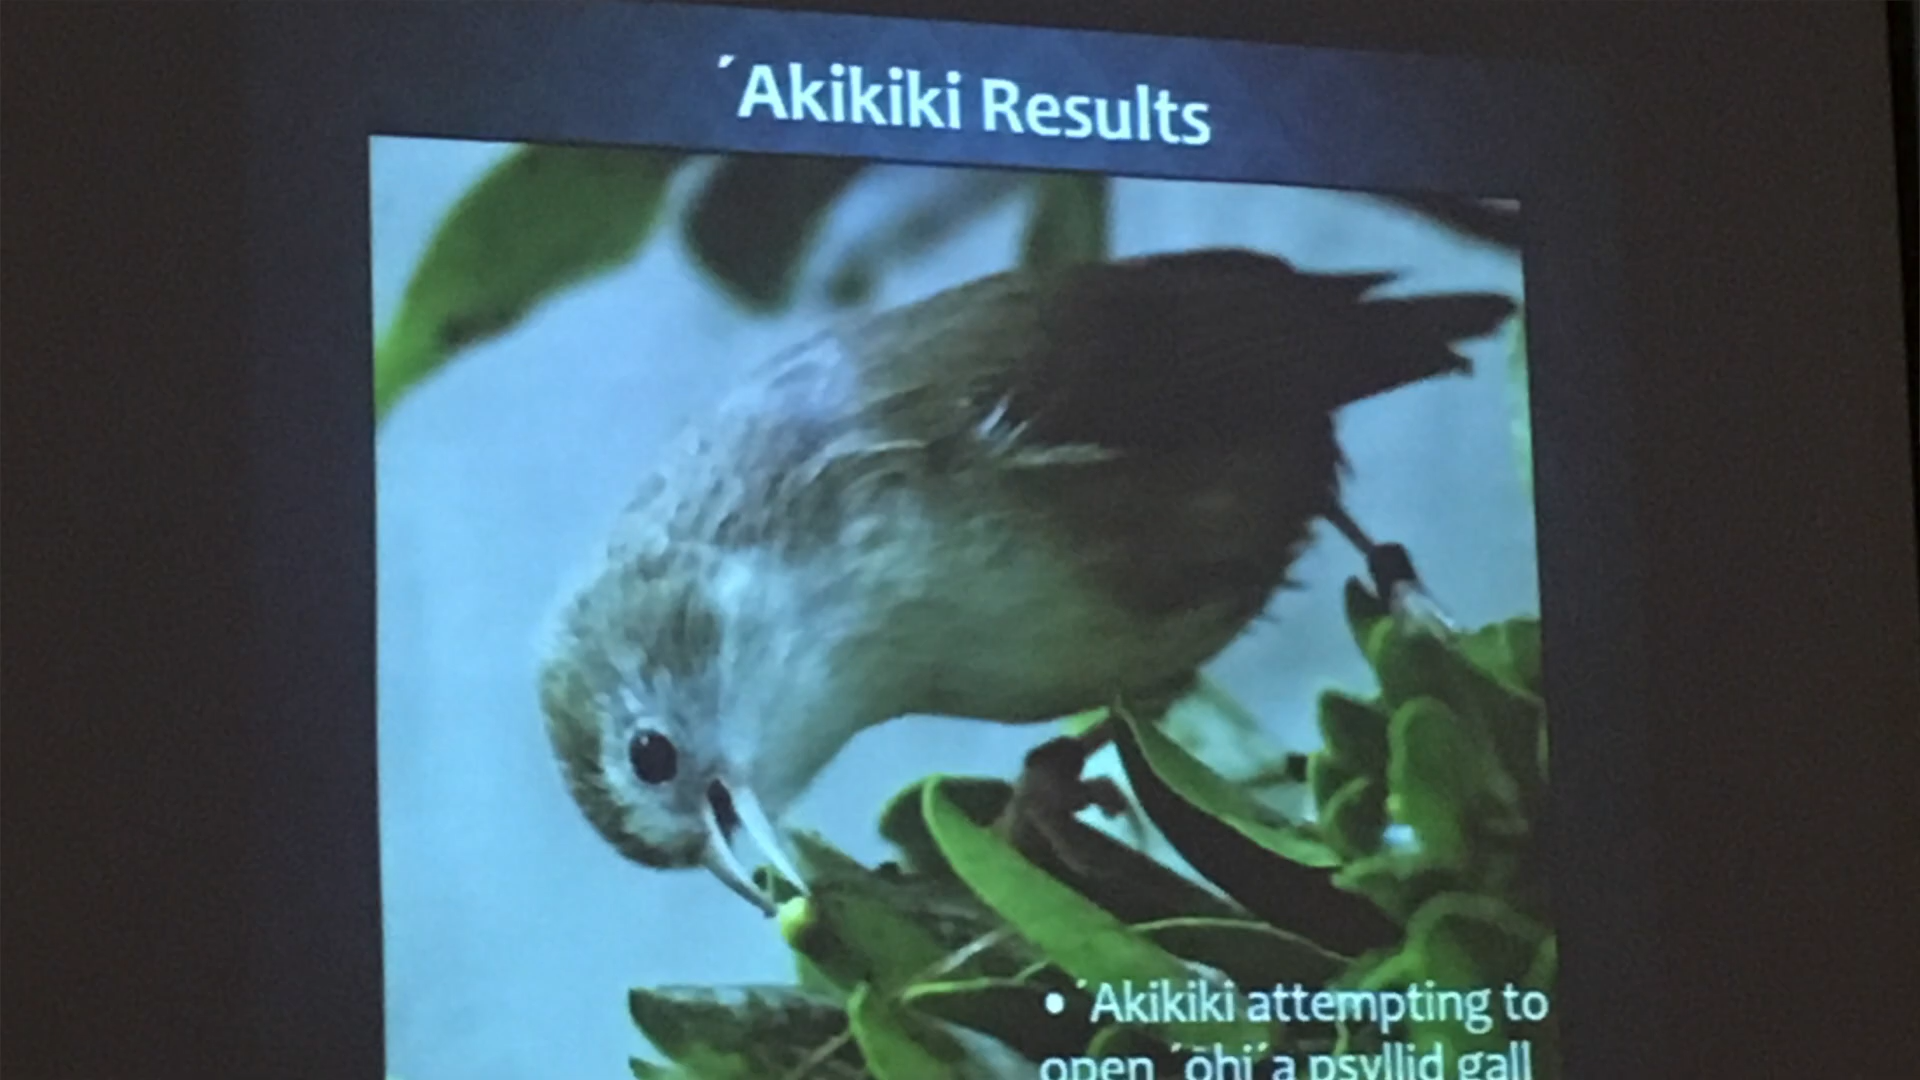 ´Akikiki Results
• ´Akikiki attempting to
open ´ōhi´a psyllid gall